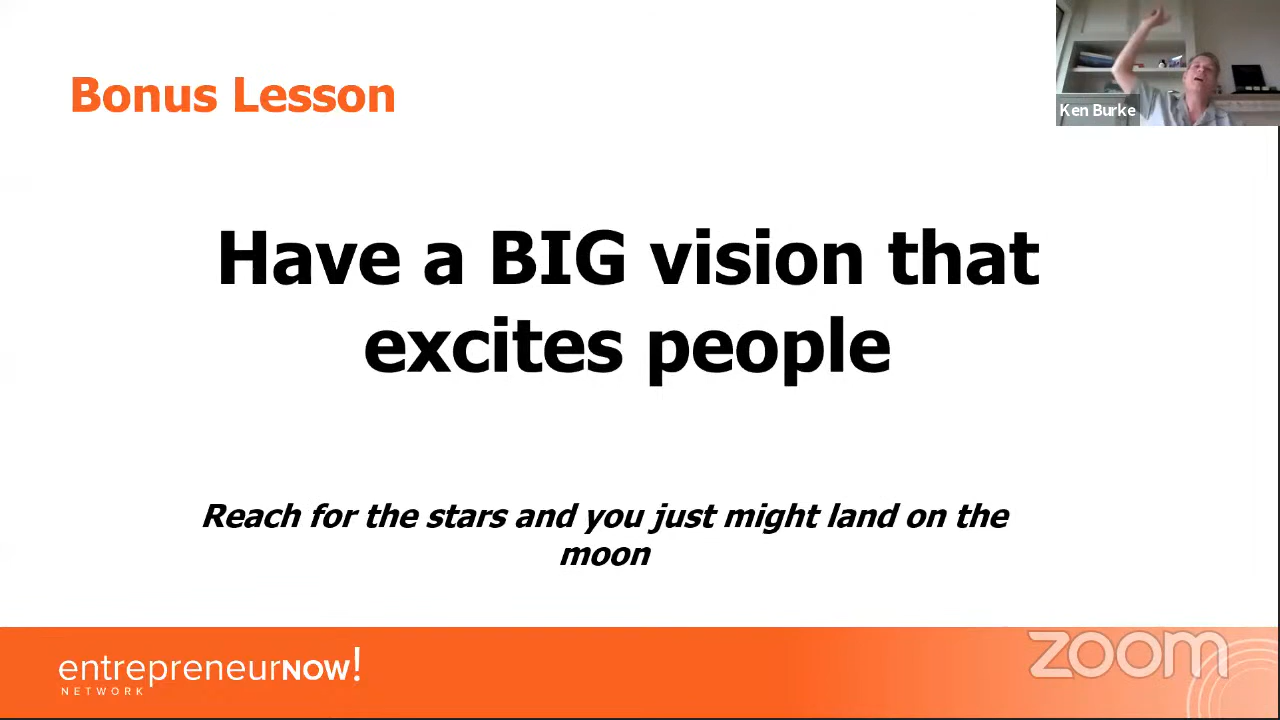 Bonus Lesson
Ken Burke
Have a BIG vision that
excites people
Reach for the stars and you just might land on the
moon
entrepreneurNOW!
NETWORK
zoom